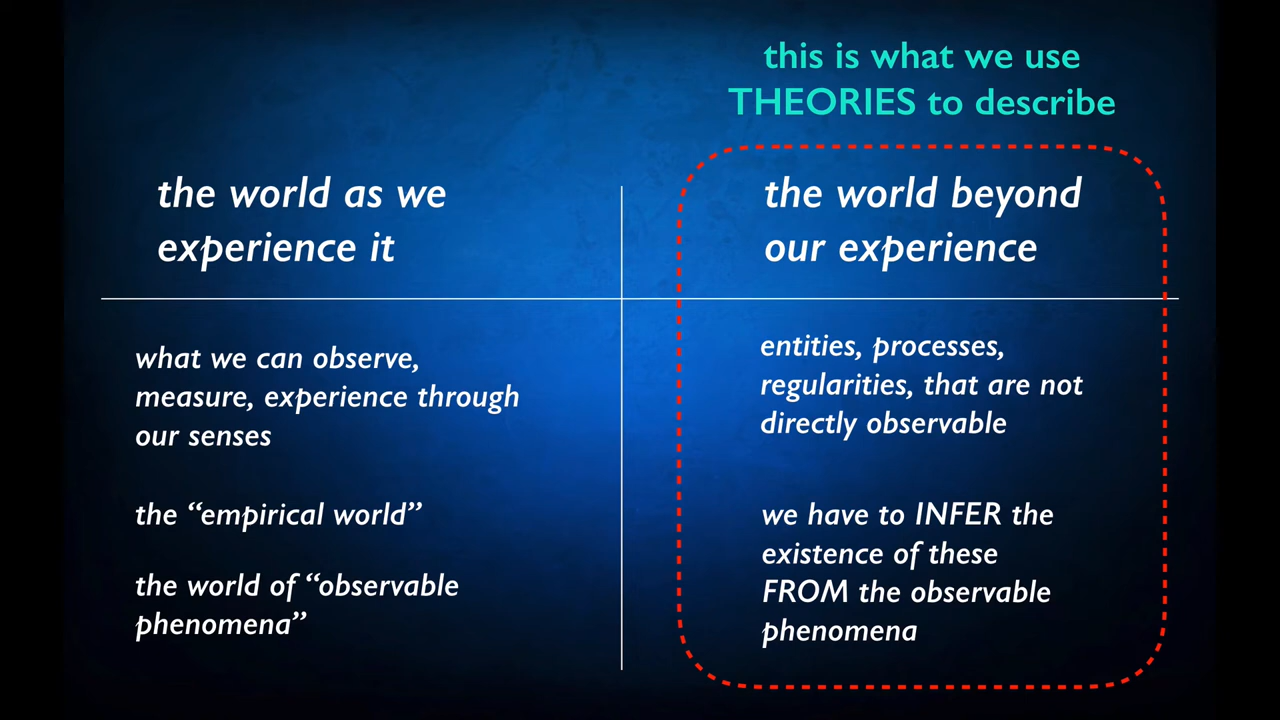 this is what we use
THEORIES to describe
the world as we
experience it
the world beyond
our experience
what we can observe,
measure, experience through
our senses
the “empirical world”
the world of “observable
phenomena”
entities, processes,
regularities, that are not
directly observable
we have to INFER the
existence of these
FROM the observable
phenomena